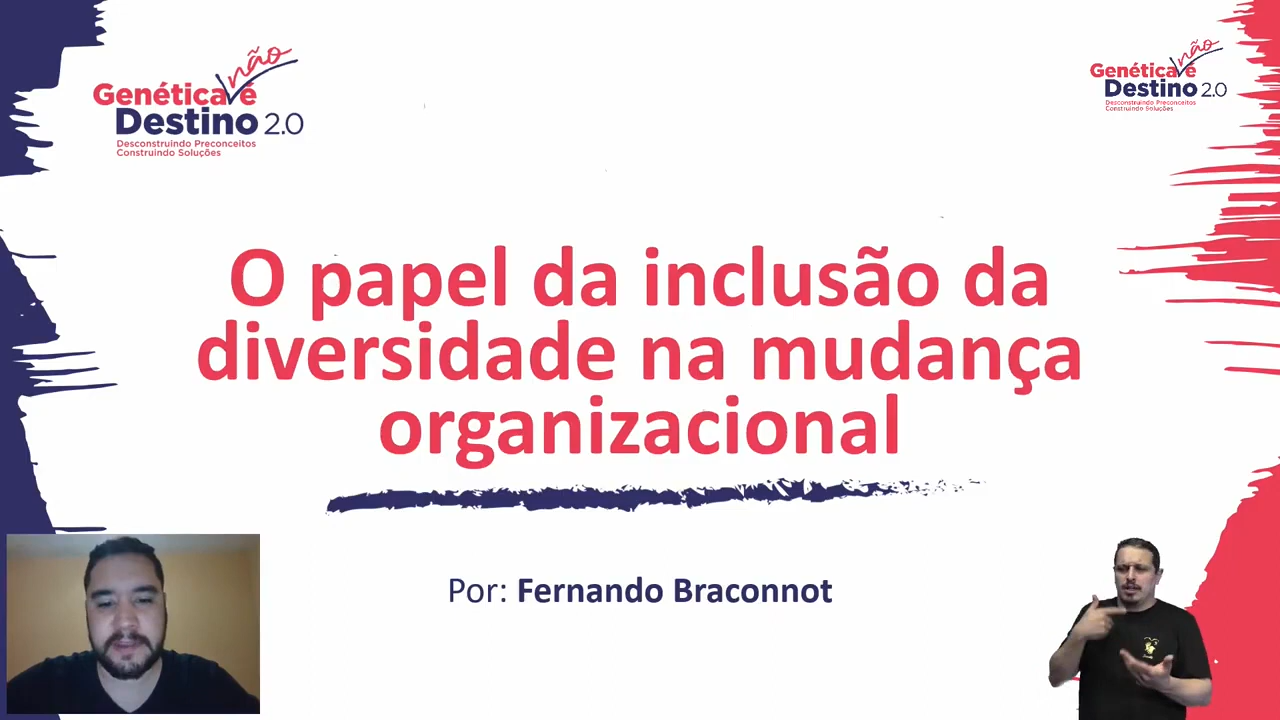 não
Genética é
Destino 2.0
Desconstruindo Preconceitos
Construindo Soluções
não
Genética é
Destino 2.0
Desconstruindo Preconceitos
Construindo Soluções
O papel da inclusão da
diversidade na mudança
organizacional
Por: Fernando Braconnot